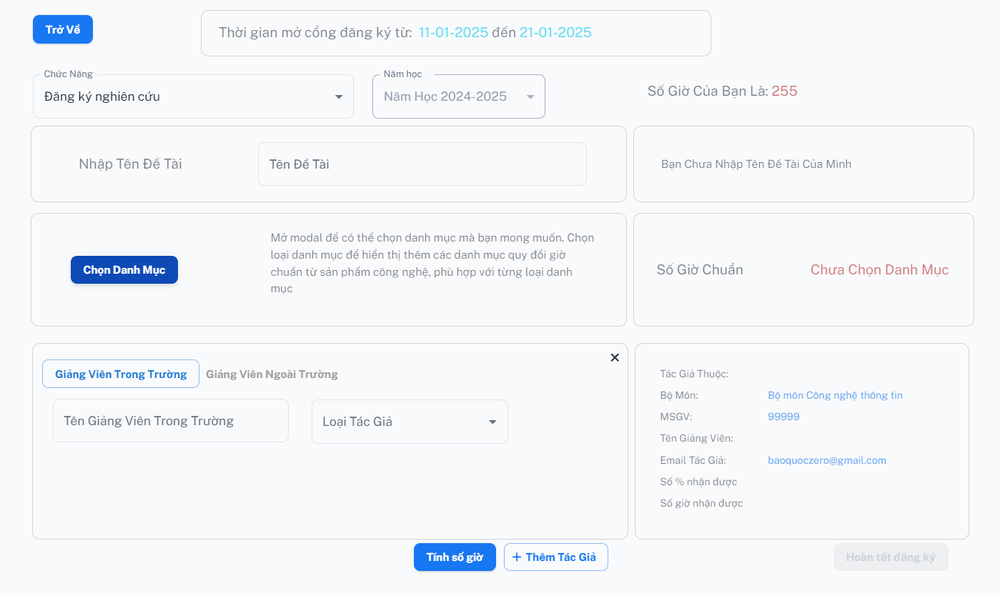 Trở Về
Thời gian mở cổng đăng ký từ: 11-01-2025 đến 21-01-2025
Chức Năng
Đăng ký nghiên cứu
Năm học
Năm Học 2024-2025
Số Giờ Của Bạn Là: 255
Nhập Tên Đề Tài
Tên Đề Tài
Bạn Chưa Nhập Tên Đề Tài Của Mình
Chọn Danh Mục
Mở modal để có thể chọn danh mục mà bạn mong muốn. Chọn
loại danh mục để hiển thị thêm các danh mục quy đổi giờ
chuẩn từ sản phẩm công nghệ, phù hợp với từng loại danh
mục
Số Giờ Chuẩn
Chưa Chọn Danh Mục
Giảng Viên Trong Trường
Giảng Viên Ngoài Trường
Tên Giảng Viên Trong Trường
Loại Tác Giả
Tác Giả Thuộc:
Bộ Môn: Bộ môn Công nghệ thông tin
MSGV: 99999
Tên Giảng Viên:
Email Tác Giả: baoquoczero@gmail.com
Số % nhận được
Số giờ nhận được
Tính số giờ
+ Thêm Tác Giả
Hoàn tất đăng ký